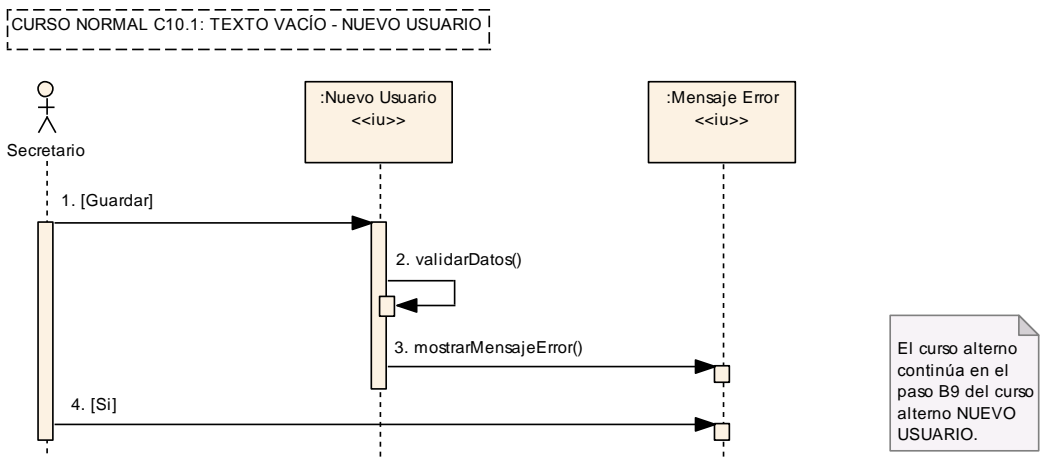 CURSO NORMAL C10.1: TEXTO VACÍO - NUEVO USUARIO
:Nuevo Usuario
<<iu>>
:Mensaje Error
<<iu>>
Secretario
1. [Guardar]
2. validarDatos()
3. mostrarMensajeError()
4. [Si]
El curso alterno
continúa en el
paso B9 del curso
alterno NUEVO
USUARIO.